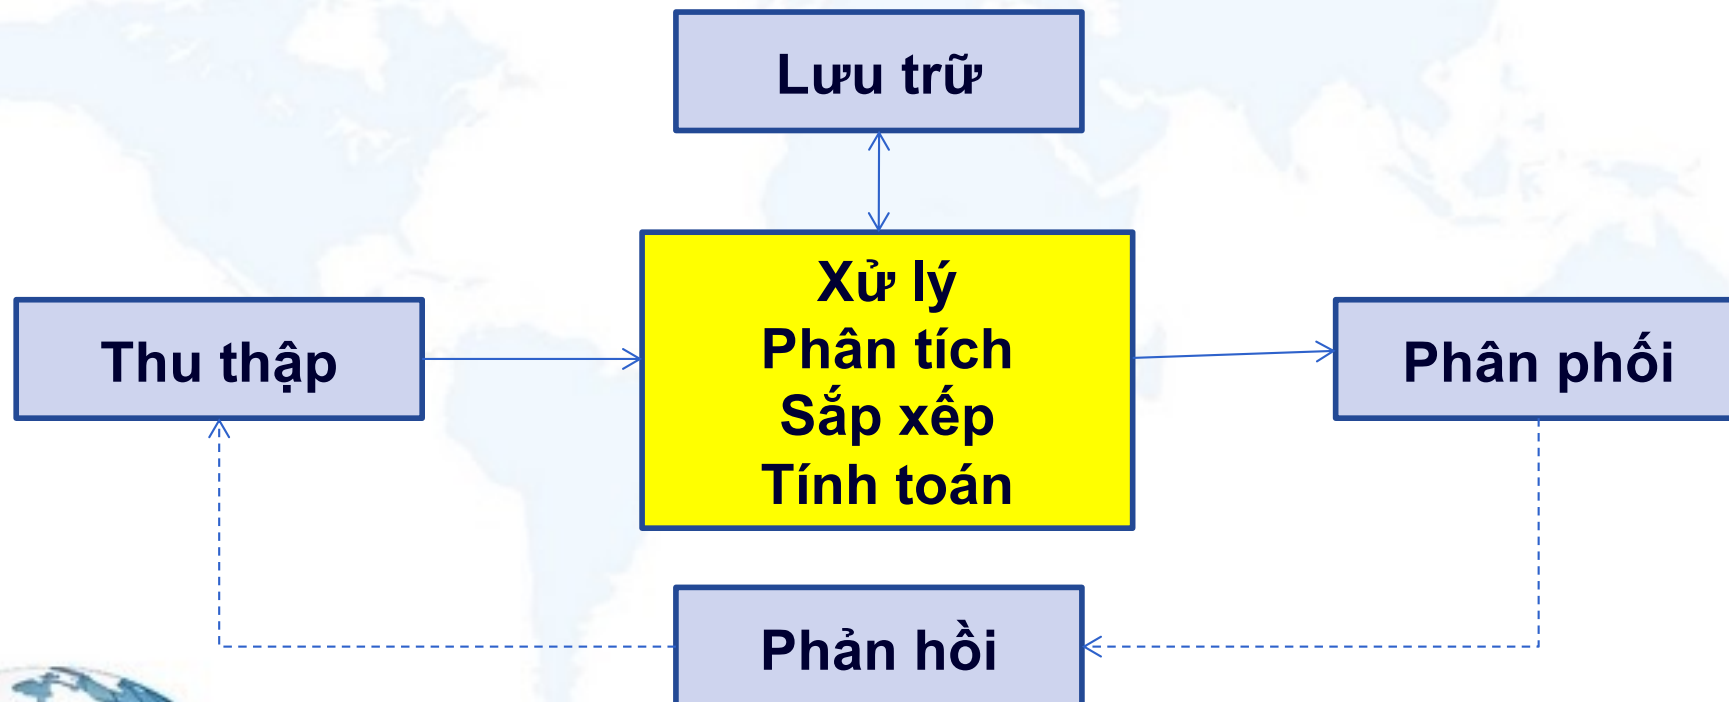 Lưu trữ
Thu thập
Xử lý
Phân tích
Sắp xếp
Tính toán
Phân phối
Phản hồi